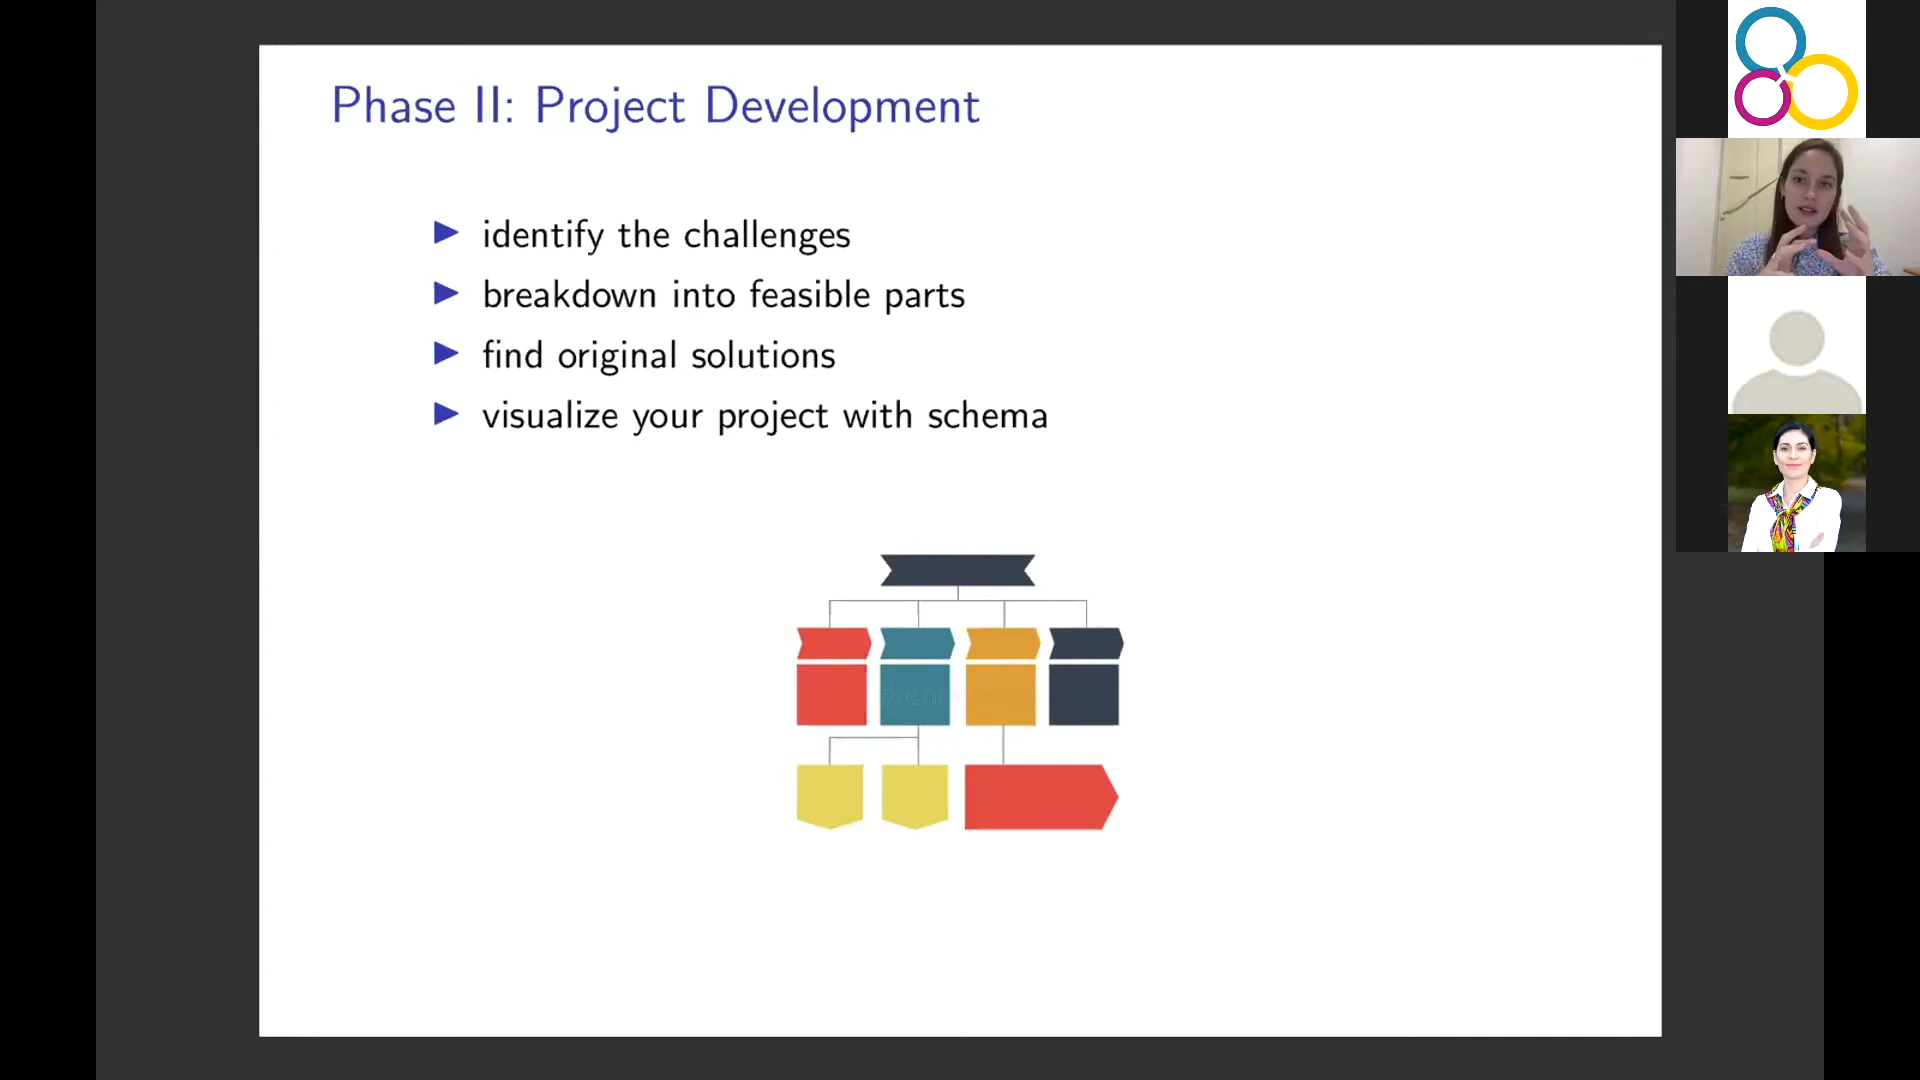 Phase II: Project Development
identify the challenges
breakdown into feasible parts
find original solutions
visualize your project with schema